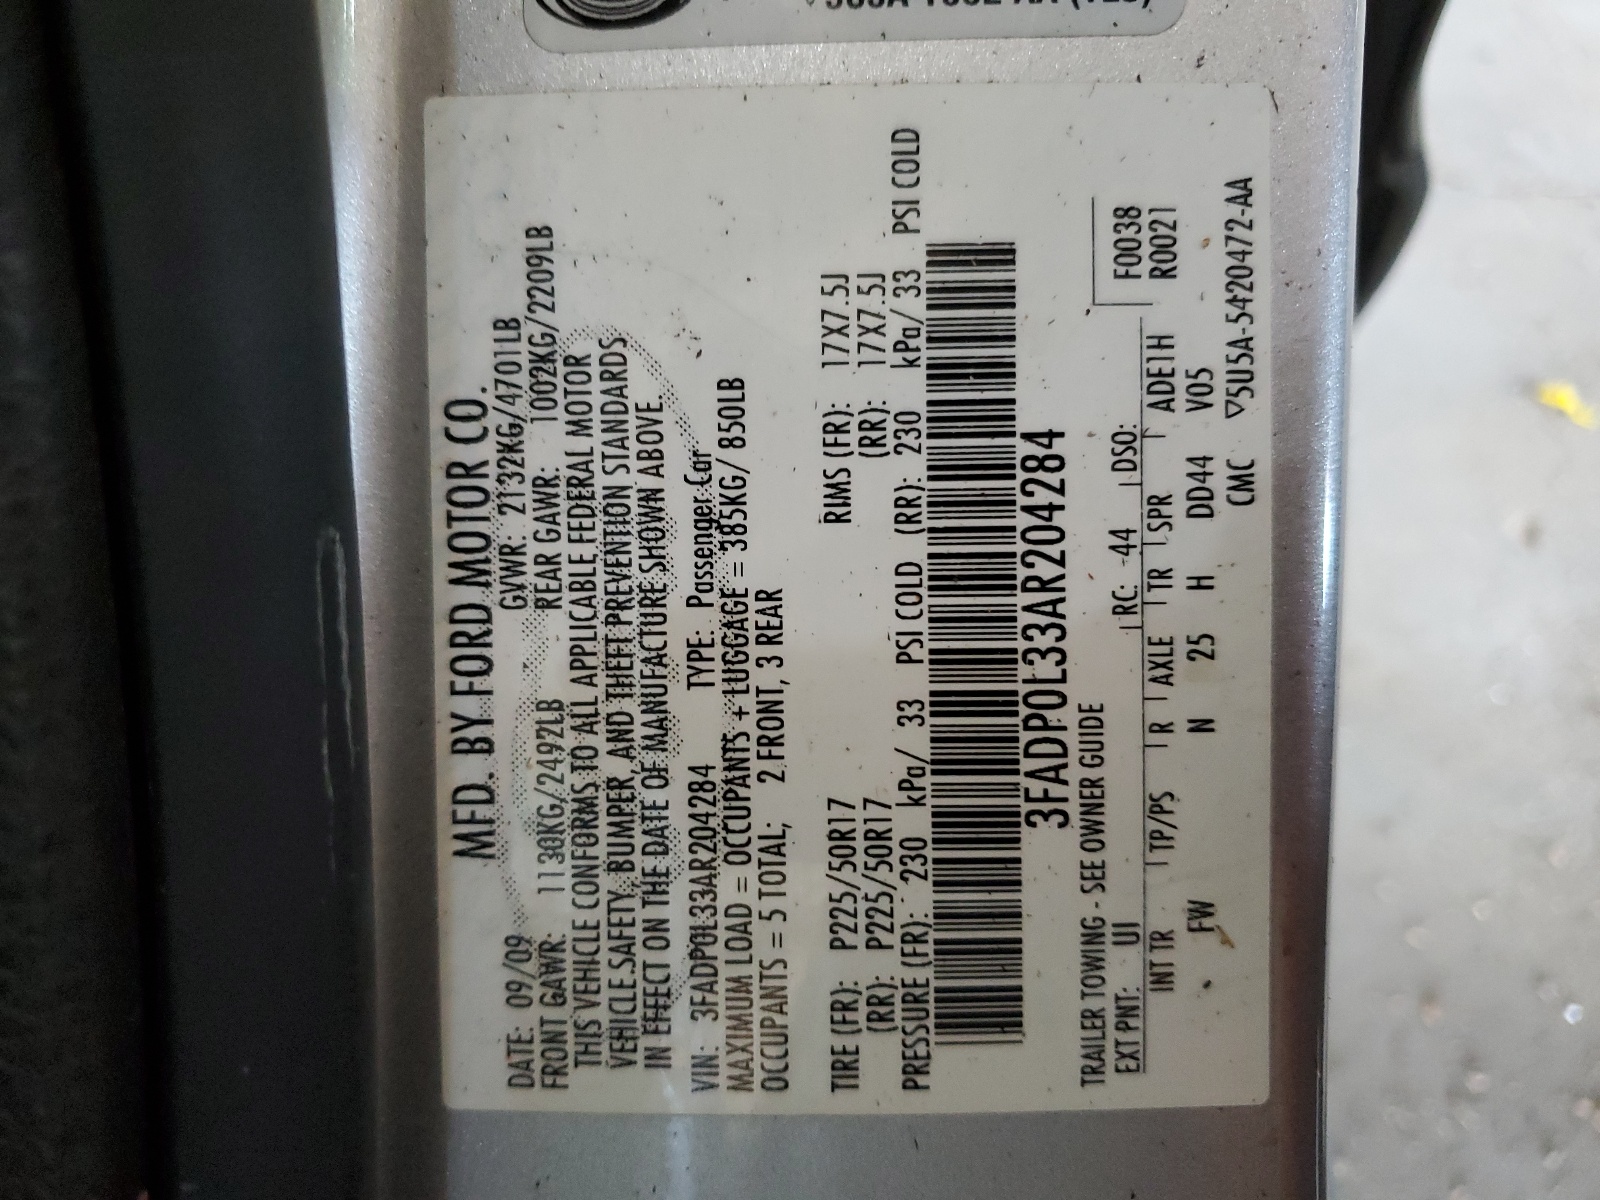 MFD. BY FORD MOTOR CO.
DATE: 09/09 GVWR: 2132KG/4701LB
FRONT GAWR: 1130KG/2492LB REAR GAWR: 1002KG/2209LB
THIS VEHICLE CONFORMS TO ALL APPLICABLE FEDERAL MOTOR
VEHICLE SAFETY, BUMPER, AND THEFT PREVENTION STANDARDS
IN EFFECT ON THE DATE OF MANUFACTURE SHOWN ABOVE.
VIN: 3FADP0L33AR204284 TYPE: Passenger Car
MAXIMUM LOAD = OCCUPANTS + LUGGAGE = 385KG/ 850LB
OCCUPANTS = 5 TOTAL; 2 FRONT, 3 REAR
TIRE (FR): P225/50R17 RIMS (FR): 17X7.5J
(RR): P225/50R17 (RR): 17X7.5J
PRESSURE (FR): 230 kPa/ 33 PSI COLD (RR): 230 kPa/ 33 PSI COLD
3FADP0L33AR204284
TRAILER TOWING - SEE OWNER GUIDE
EXT PNT: UI RC: 44 DSO: F0038
INT TR TP/PS R AXLE TR SPR ADE1H R0021
FW N 25 H DD44 V05
CMC ▽5U5A-5420472-AA